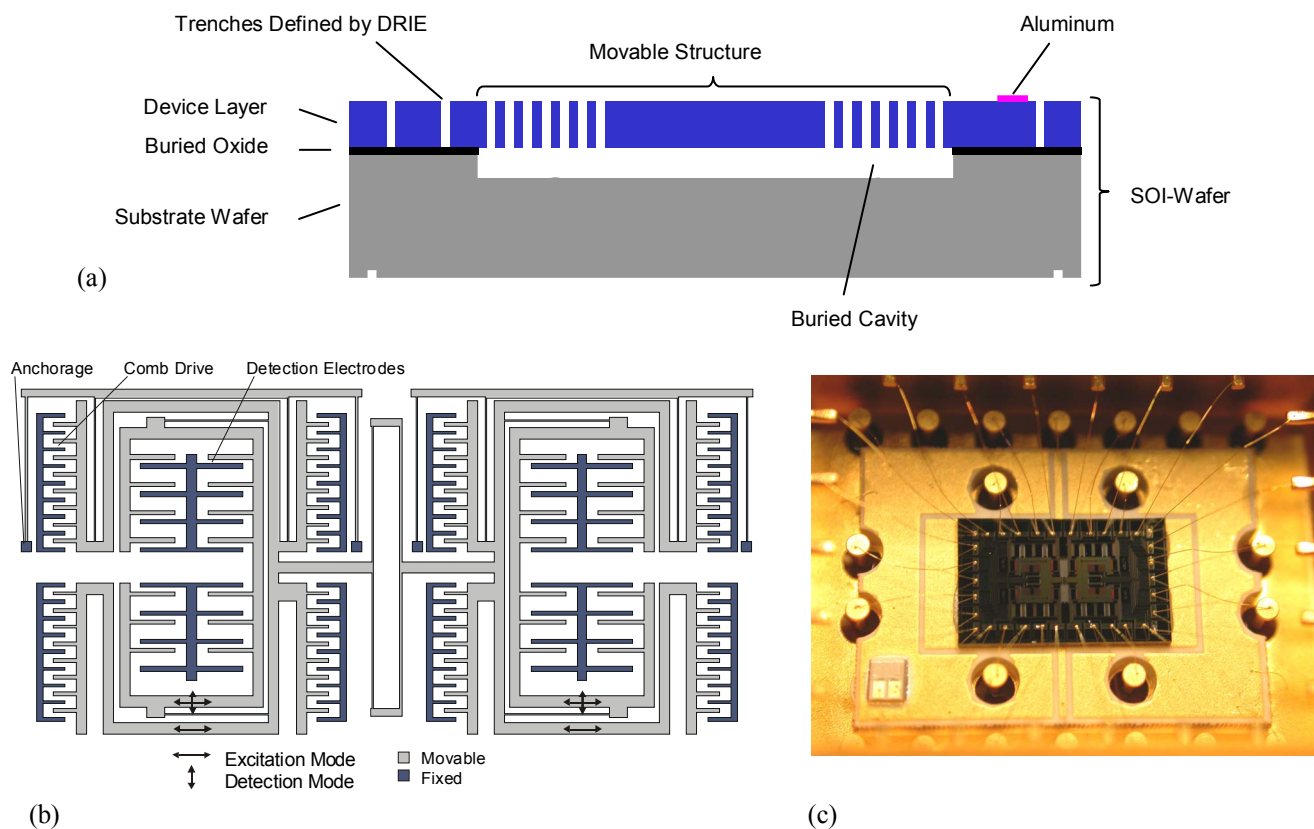 Trenches Defined by DRIE
Aluminum
Movable Structure
Device Layer
Buried Oxide
Substrate Wafer
SOI-Wafer
(a)
Buried Cavity
Anchorage
Comb Drive
Detection Electrodes
Excitation Mode
Movable
Detection Mode
Fixed
(b)
(c)